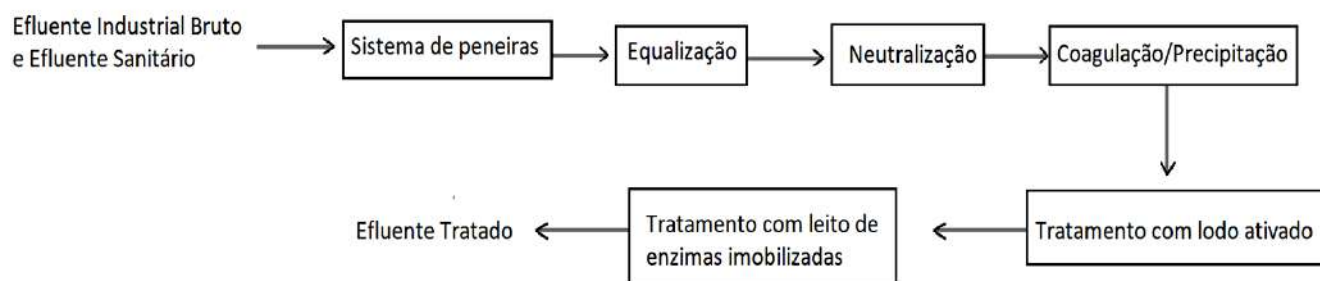 Efluente Industrial Bruto
e Efluente Sanitário
Sistema de peneiras
Equalização
Neutralização
Coagulação/Precipitação
Tratamento com lodo ativado
Tratamento com leito de
enzimas imobilizadas
Efluente Tratado